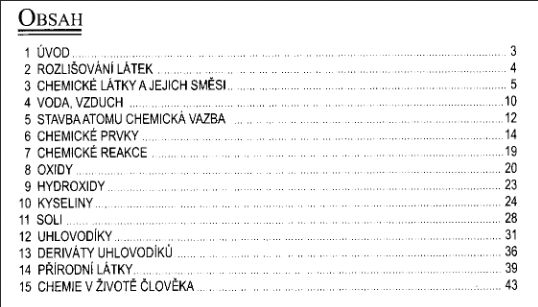 OBSAH
1 ÚVOD 3
2 ROZLIŠOVÁNÍ LÁTEK 4
3 CHEMICKÉ LÁTKY A JEJICH SMĚSI 5
4 VODA, VZDUCH 10
5 STAVBA ATOMU CHEMICKÁ VAZBA 12
6 CHEMICKÉ PRVKY 14
7 CHEMICKÉ REAKCE 19
8 OXIDY 20
9 HYDROXIDY 23
10 KYSELINY 24
11 SOLI 28
12 UHLOVODÍKY 31
13 DERIVÁTY UHLOVODÍKŮ 36
14 PŘÍRODNÍ LÁTKY 39
15 CHEMIE V ŽIVOTĚ ČLOVĚKA 43